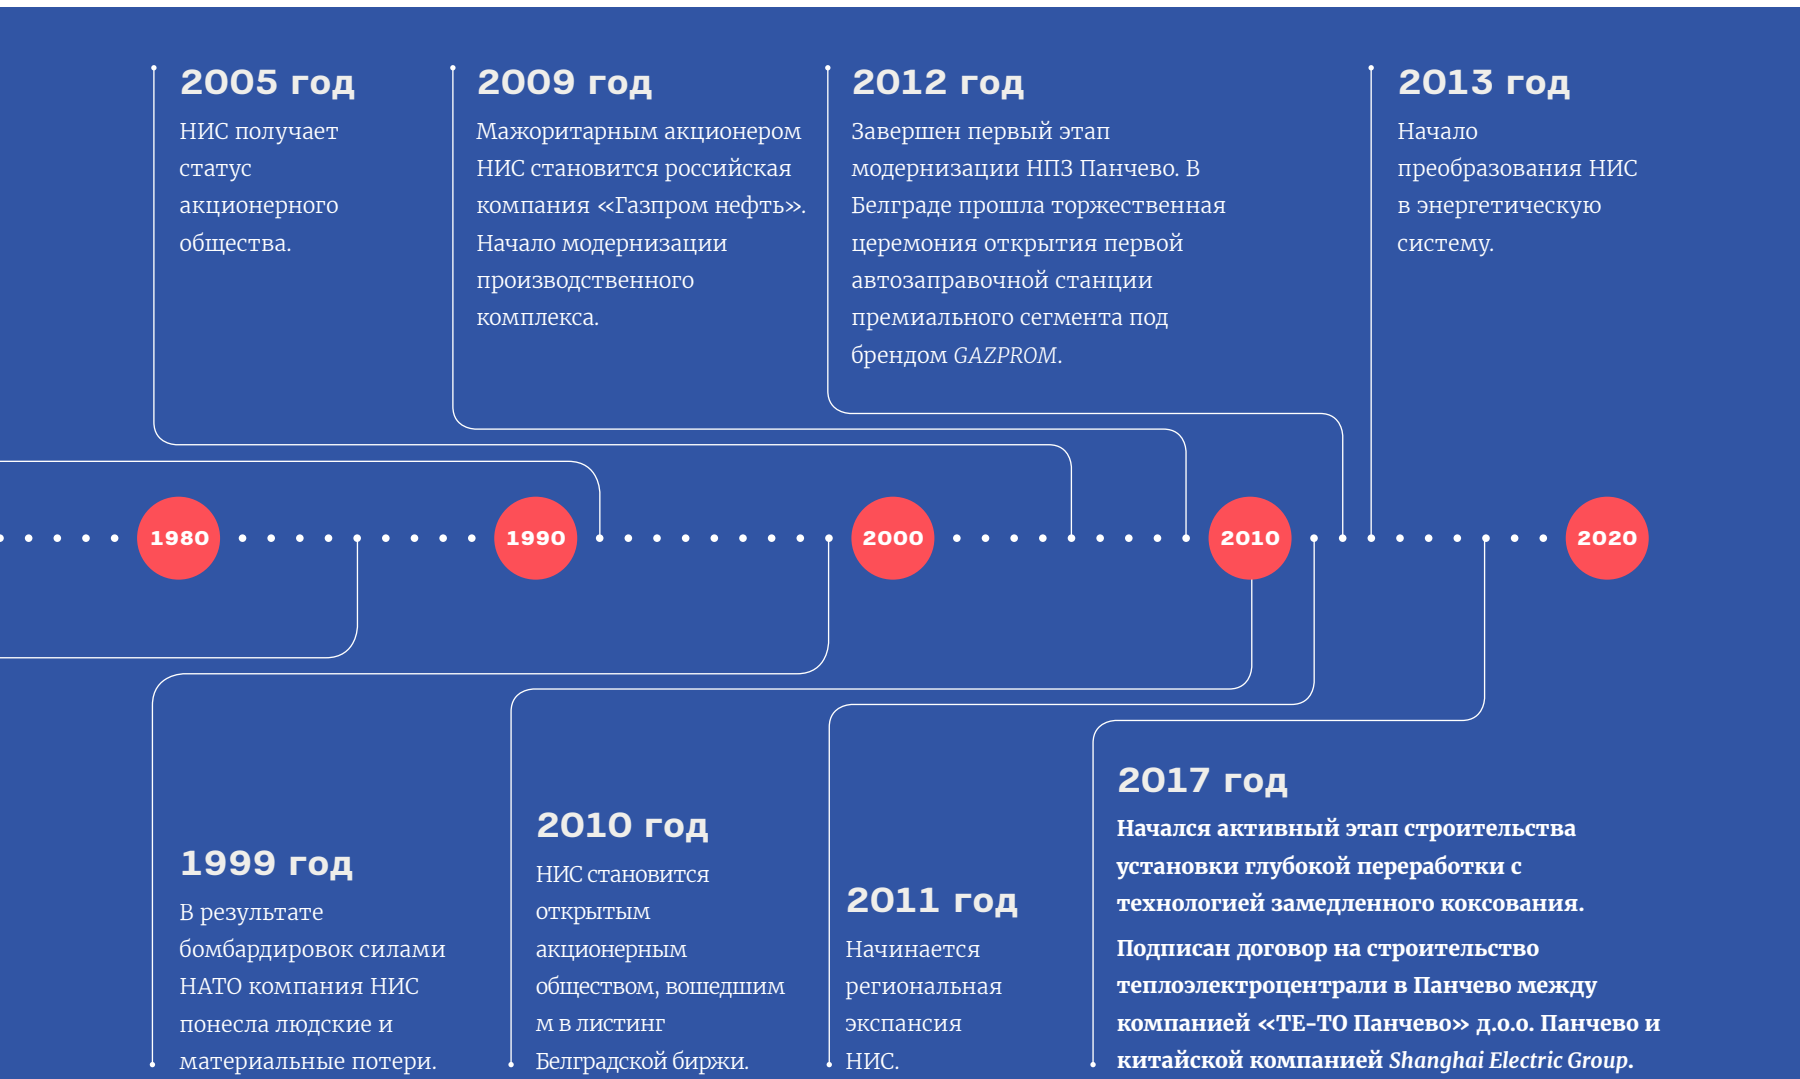 2005 год
НИС получает
статус
акционерного
общества.
2009 год
Мажоритарным акционером
НИС становится российская
компания «Газпром нефть».
Начало модернизации
производственного
комплекса.
2012 год
Завершен первый этап
модернизации НПЗ Панчево. В
Белграде прошла торжественная
церемония открытия первой
автозаправочной станции
премиального сегмента под
брендом GAZPROM.
2013 год
Начало
преобразования НИС
в энергетическую
систему.
1980
1990
2000
2010
2020
1999 год
В результате
бомбардировок силами
НАТО компания НИС
понесла людские и
материальные потери.
2010 год
НИС становится
открытым
акционерным
обществом, вошедшим
м в листинг
Белградской биржи.
2011 год
Начинается
региональная
экспансия
НИС.
2017 год
Начался активный этап строительства
установки глубокой переработки с
технологией замедленного коксования.
Подписан договор на строительство
теплоэлектроцентрали в Панчево между
компанией «ТЕ-ТО Панчево» д.о.о. Панчево и
китайской компанией Shanghai Electric Group.